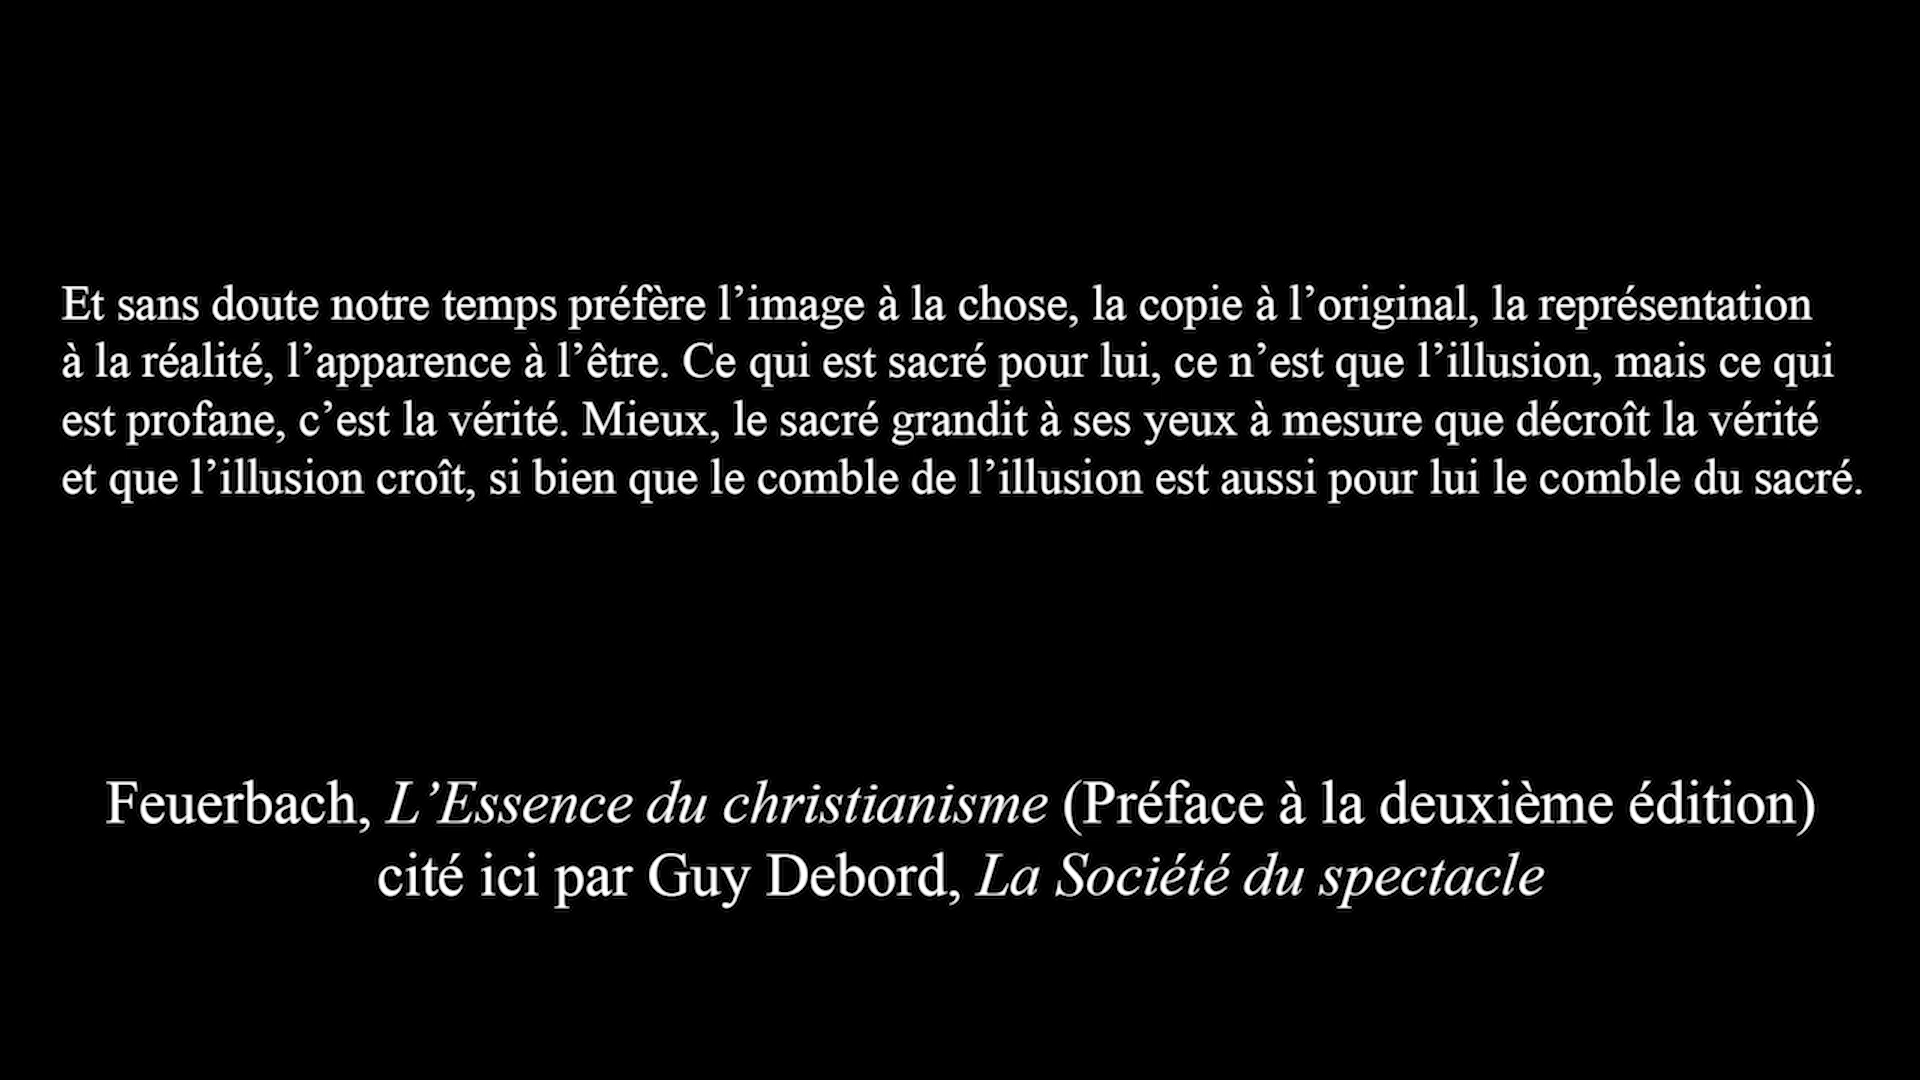 Et sans doute notre temps préfère l’image à la chose, la copie à l’original, la représentation
à la réalité, l’apparence à l’être. Ce qui est sacré pour lui, ce n’est que l’illusion, mais ce qui
est profane, c’est la vérité. Mieux, le sacré grandit à ses yeux à mesure que décroît la vérité
et que l’illusion croît, si bien que le comble de l’illusion est aussi pour lui le comble du sacré.
Feuerbach, L’Essence du christianisme (Préface à la deuxième édition)
cité ici par Guy Debord, La Société du spectacle